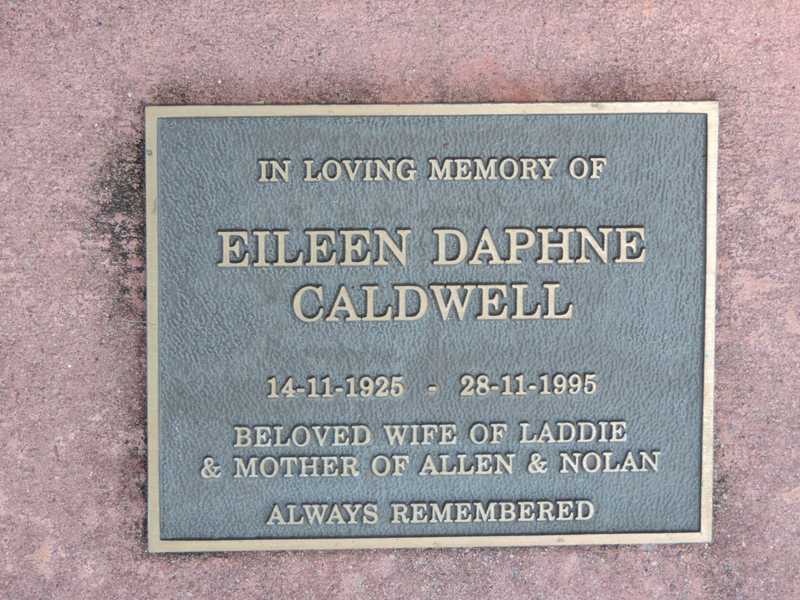 IN LOVING MEMORY OF
EILEEN DAPHNE
CALDWELL
14-11-1925 - 28-11-1995
BELOVED WIFE OF LADDIE
& MOTHER OF ALLEN & NOLAN
ALWAYS REMEMBERED